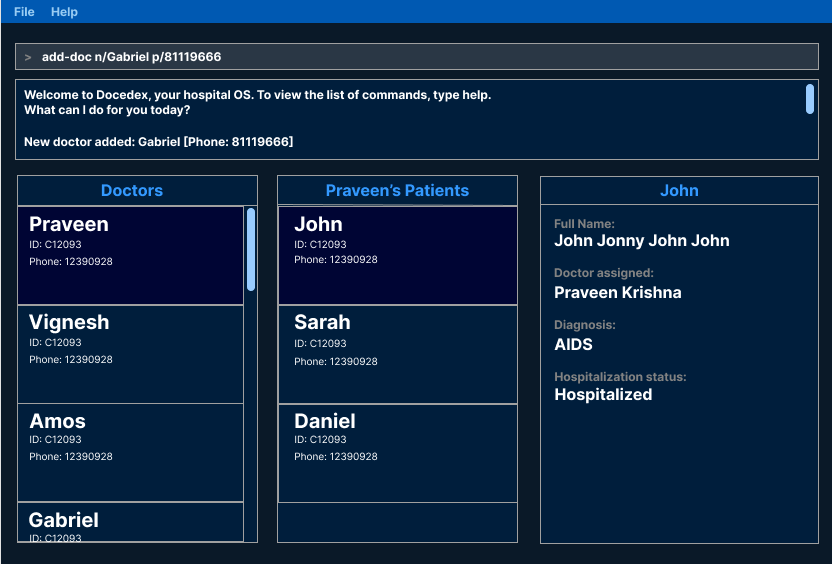 File Help
> add-doc n/Gabriel p/81119666
Welcome to Docedex, your hospital OS. To view the list of commands, type help.
What can I do for you today?
New doctor added: Gabriel [Phone: 81119666]
Doctors
Praveen
ID: C12093
Phone: 12390928
Vignesh
ID: C12093
Phone: 12390928
Amos
ID: C12093
Phone: 12390928
Gabriel
ID: C12093
Praveen’s Patients
John
ID: C12093
Phone: 12390928
Sarah
ID: C12093
Phone: 12390928
Daniel
ID: C12093
Phone: 12390928
John
Full Name:
John Jonny John John
Doctor assigned:
Praveen Krishna
Diagnosis:
AIDS
Hospitalization status:
Hospitalized